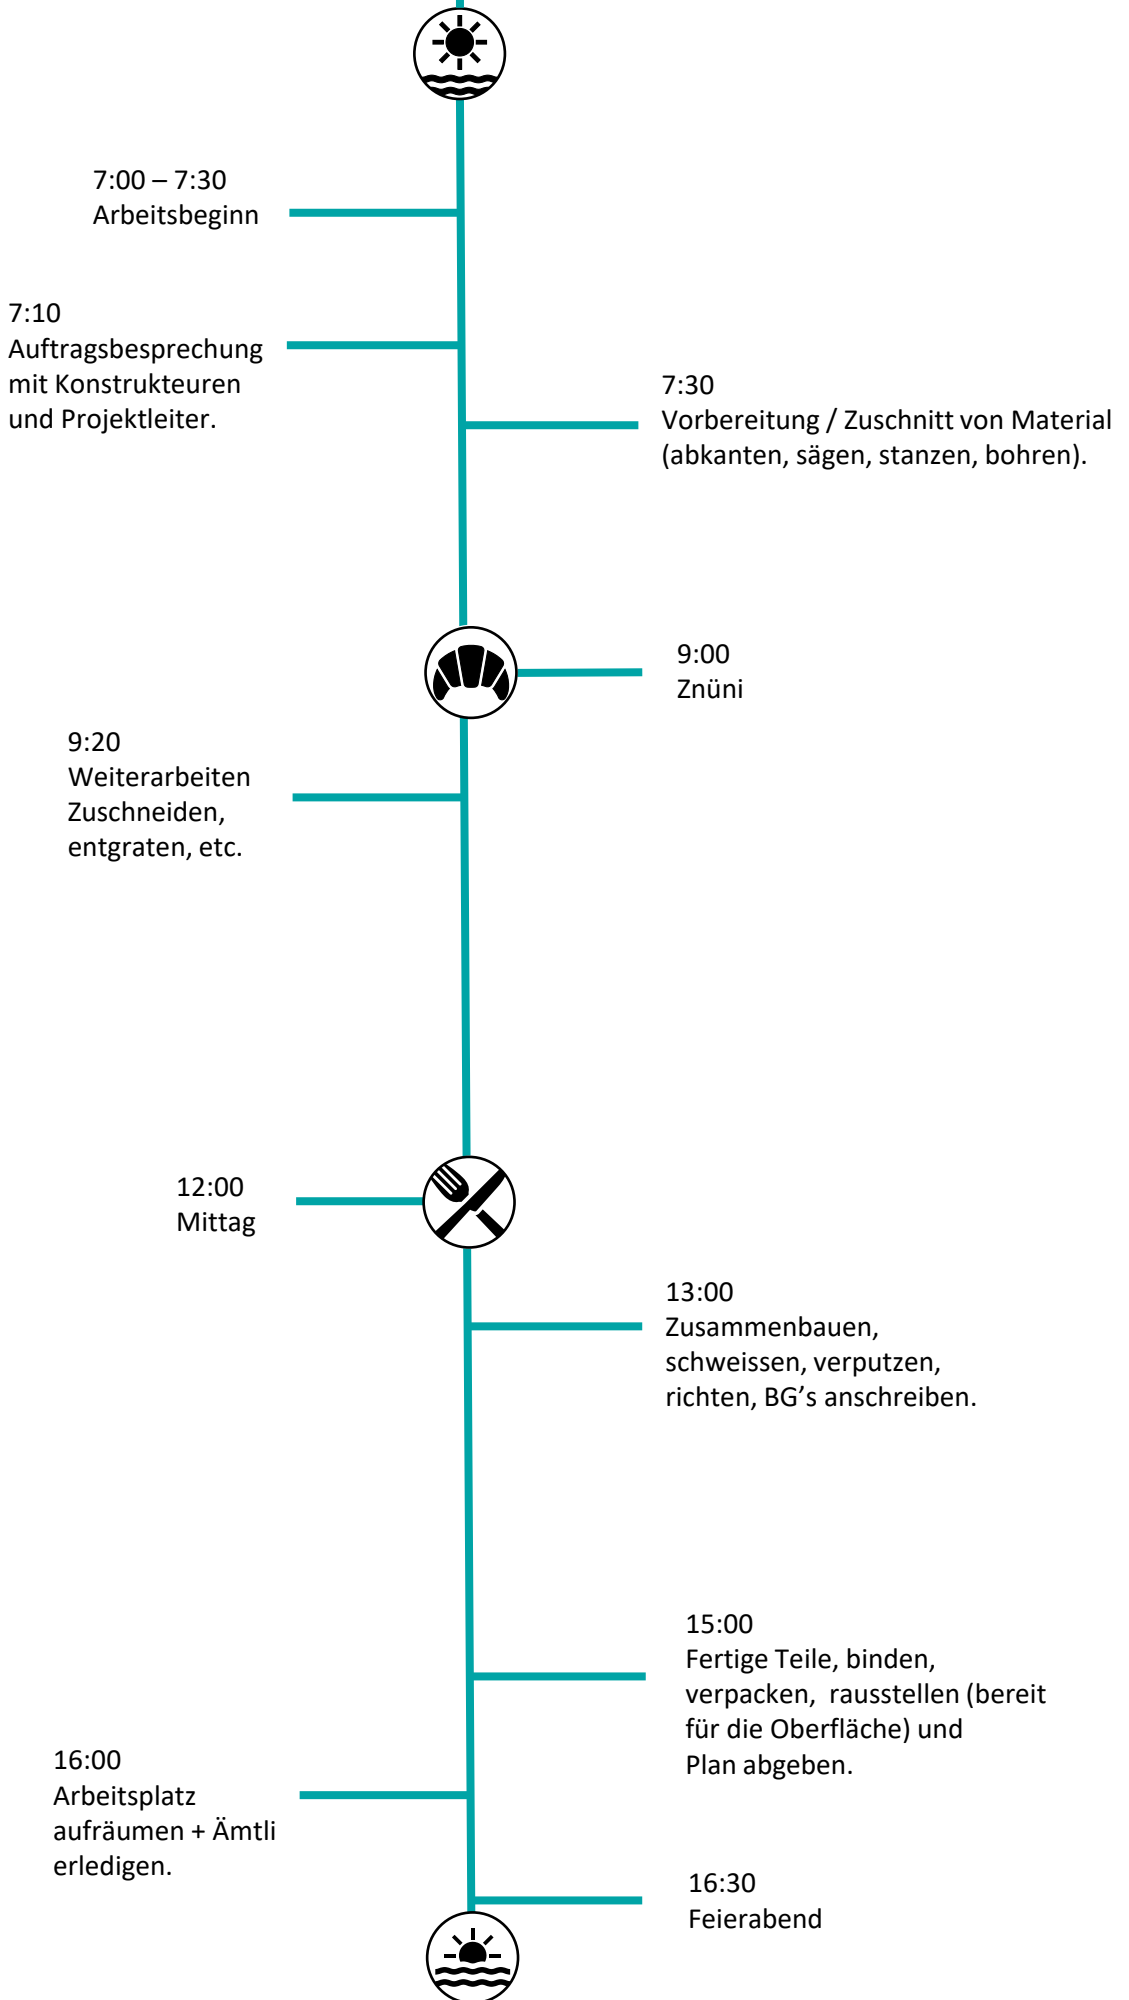 7:00 – 7:30
Arbeitsbeginn
7:10
Auftragsbesprechung
mit Konstrukteuren
und Projektleiter.
7:30
Vorbereitung / Zuschnitt von Material
(abkanten, sägen, stanzen, bohren).
9:00
Znüni
9:20
Weiterarbeiten
Zuschneiden,
entgraten, etc.
12:00
Mittag
13:00
Zusammenbauen,
schweissen, verputzen,
richten, BG’s anschreiben.
15:00
Fertige Teile, binden,
verpacken,  rausstellen (bereit
für die Oberfläche) und
Plan abgeben.
16:00
Arbeitsplatz
aufräumen + Ämtli
erledigen.
16:30
Feierabend